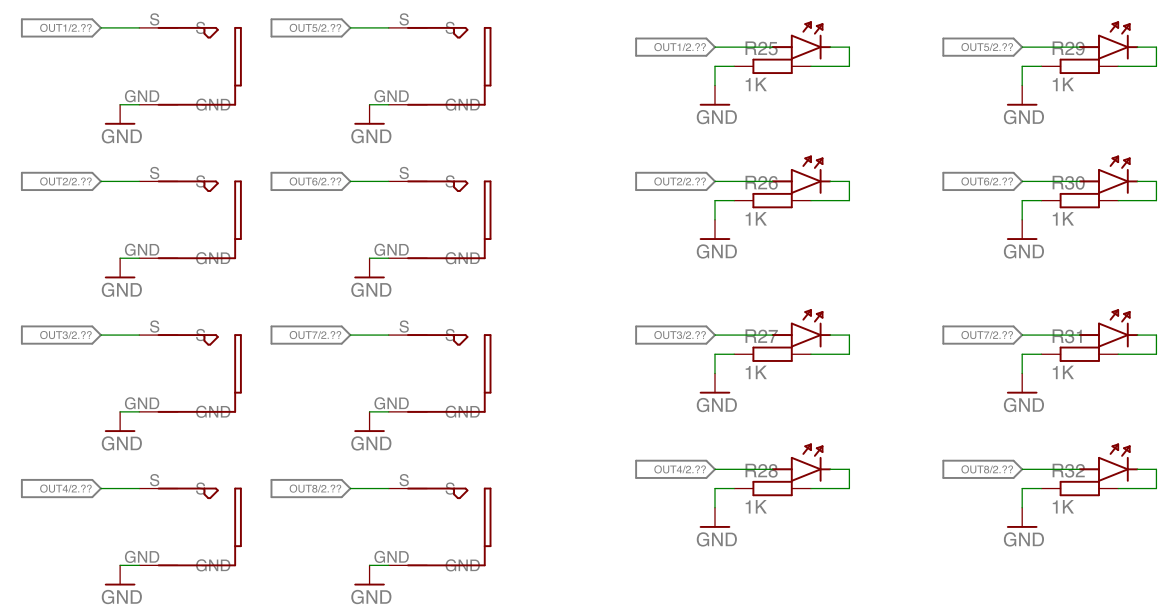 OUT1/2.?? S S OUT5/2.?? S S
GND GND GND GND
GND GND
OUT2/2.?? S S OUT6/2.?? S S
GND GND GND GND
GND GND
OUT3/2.?? S S OUT7/2.?? S S
GND GND GND GND
GND GND
OUT4/2.?? S S OUT8/2.?? S S
GND GND GND GND
GND GND
OUT1/2.?? R25 OUT5/2.?? R29
1K 1K
GND GND
OUT2/2.?? R26 OUT6/2.?? R30
1K 1K
GND GND
OUT3/2.?? R27 OUT7/2.?? R31
1K 1K
GND GND
OUT4/2.?? R28 OUT8/2.?? R32
1K 1K
GND GND